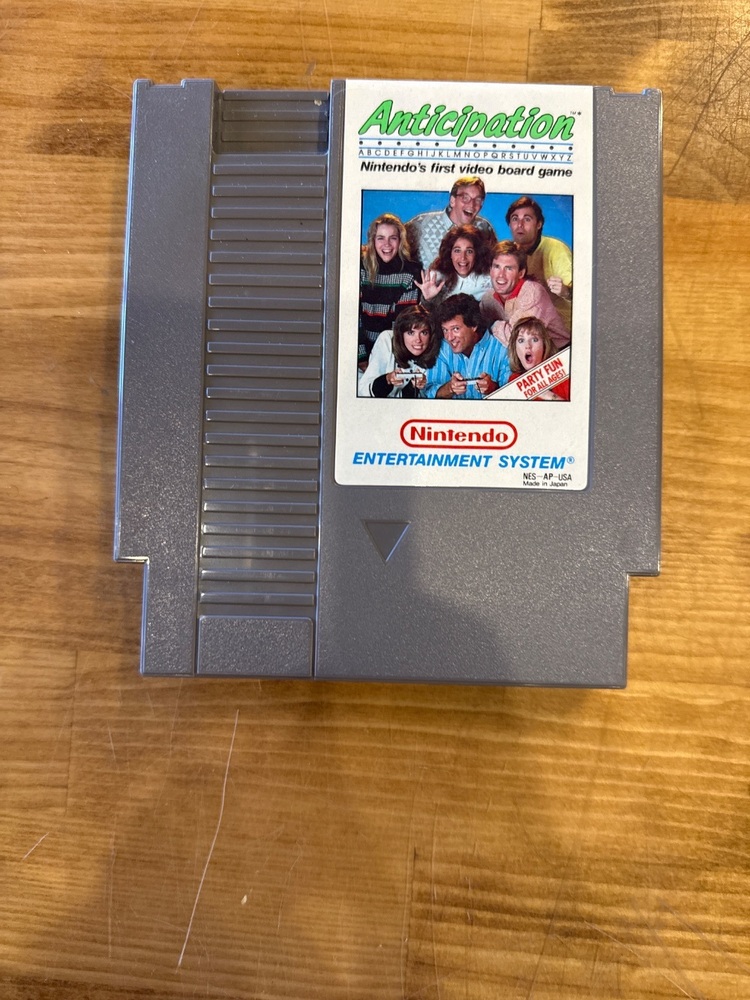 Anticipation™
ABCDEFGHIJKLMNOPQRSTUVWXYZ
Nintendo's first video board game
PARTY FUN
FOR ALL AGES!
Nintendo
ENTERTAINMENT SYSTEM®
NES-AP-USA
Made in Japan